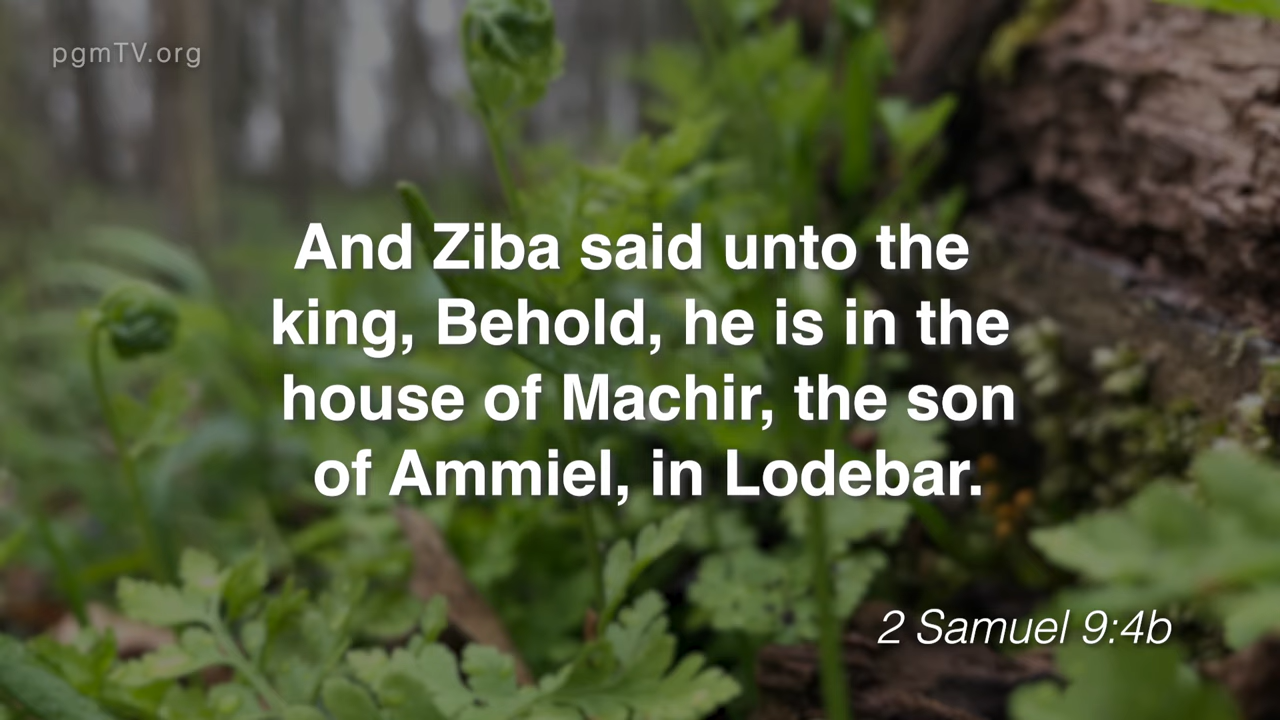 pgmTV.org
And Ziba said unto the
king, Behold, he is in the
house of Machir, the son
of Ammiel, in Lodebar.
2 Samuel 9:4b